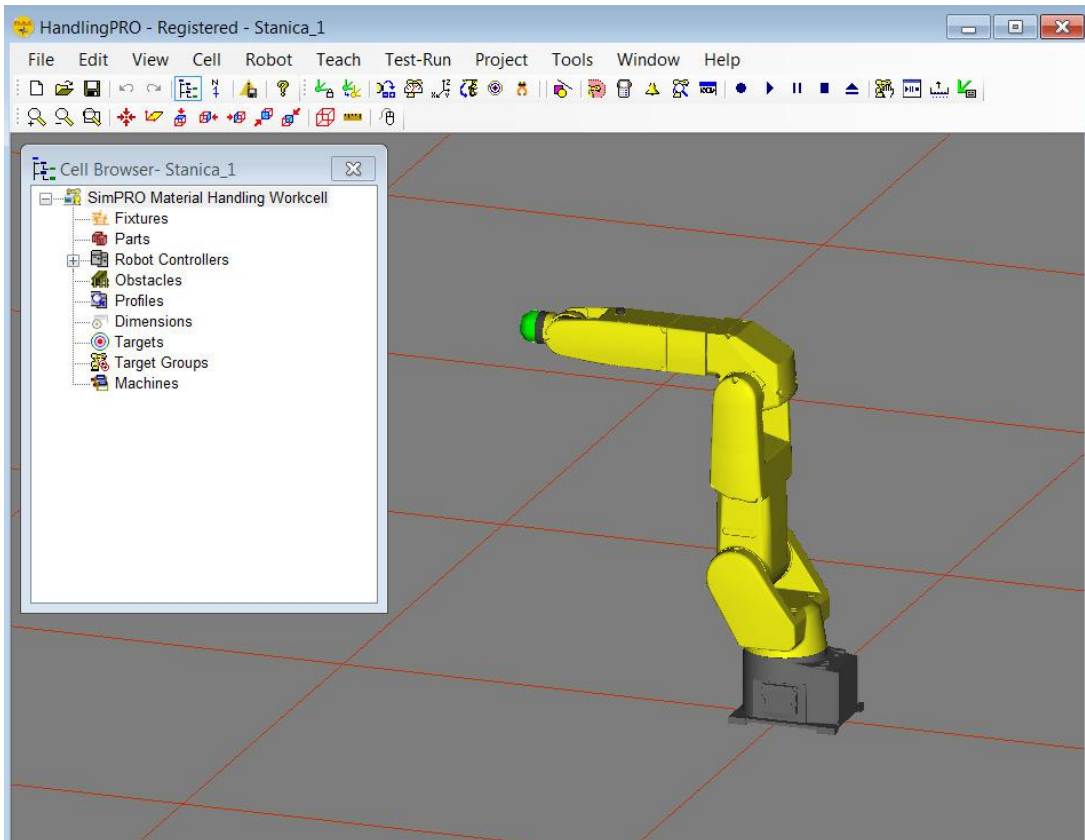 HandlingPRO - Registered - Stanica_1
File Edit View Cell Robot Teach Test-Run Project Tools Window Help
Cell Browser- Stanica_1
SimPRO Material Handling Workcell
Fixtures
Parts
Robot Controllers
Obstacles
Profiles
Dimensions
Targets
Target Groups
Machines